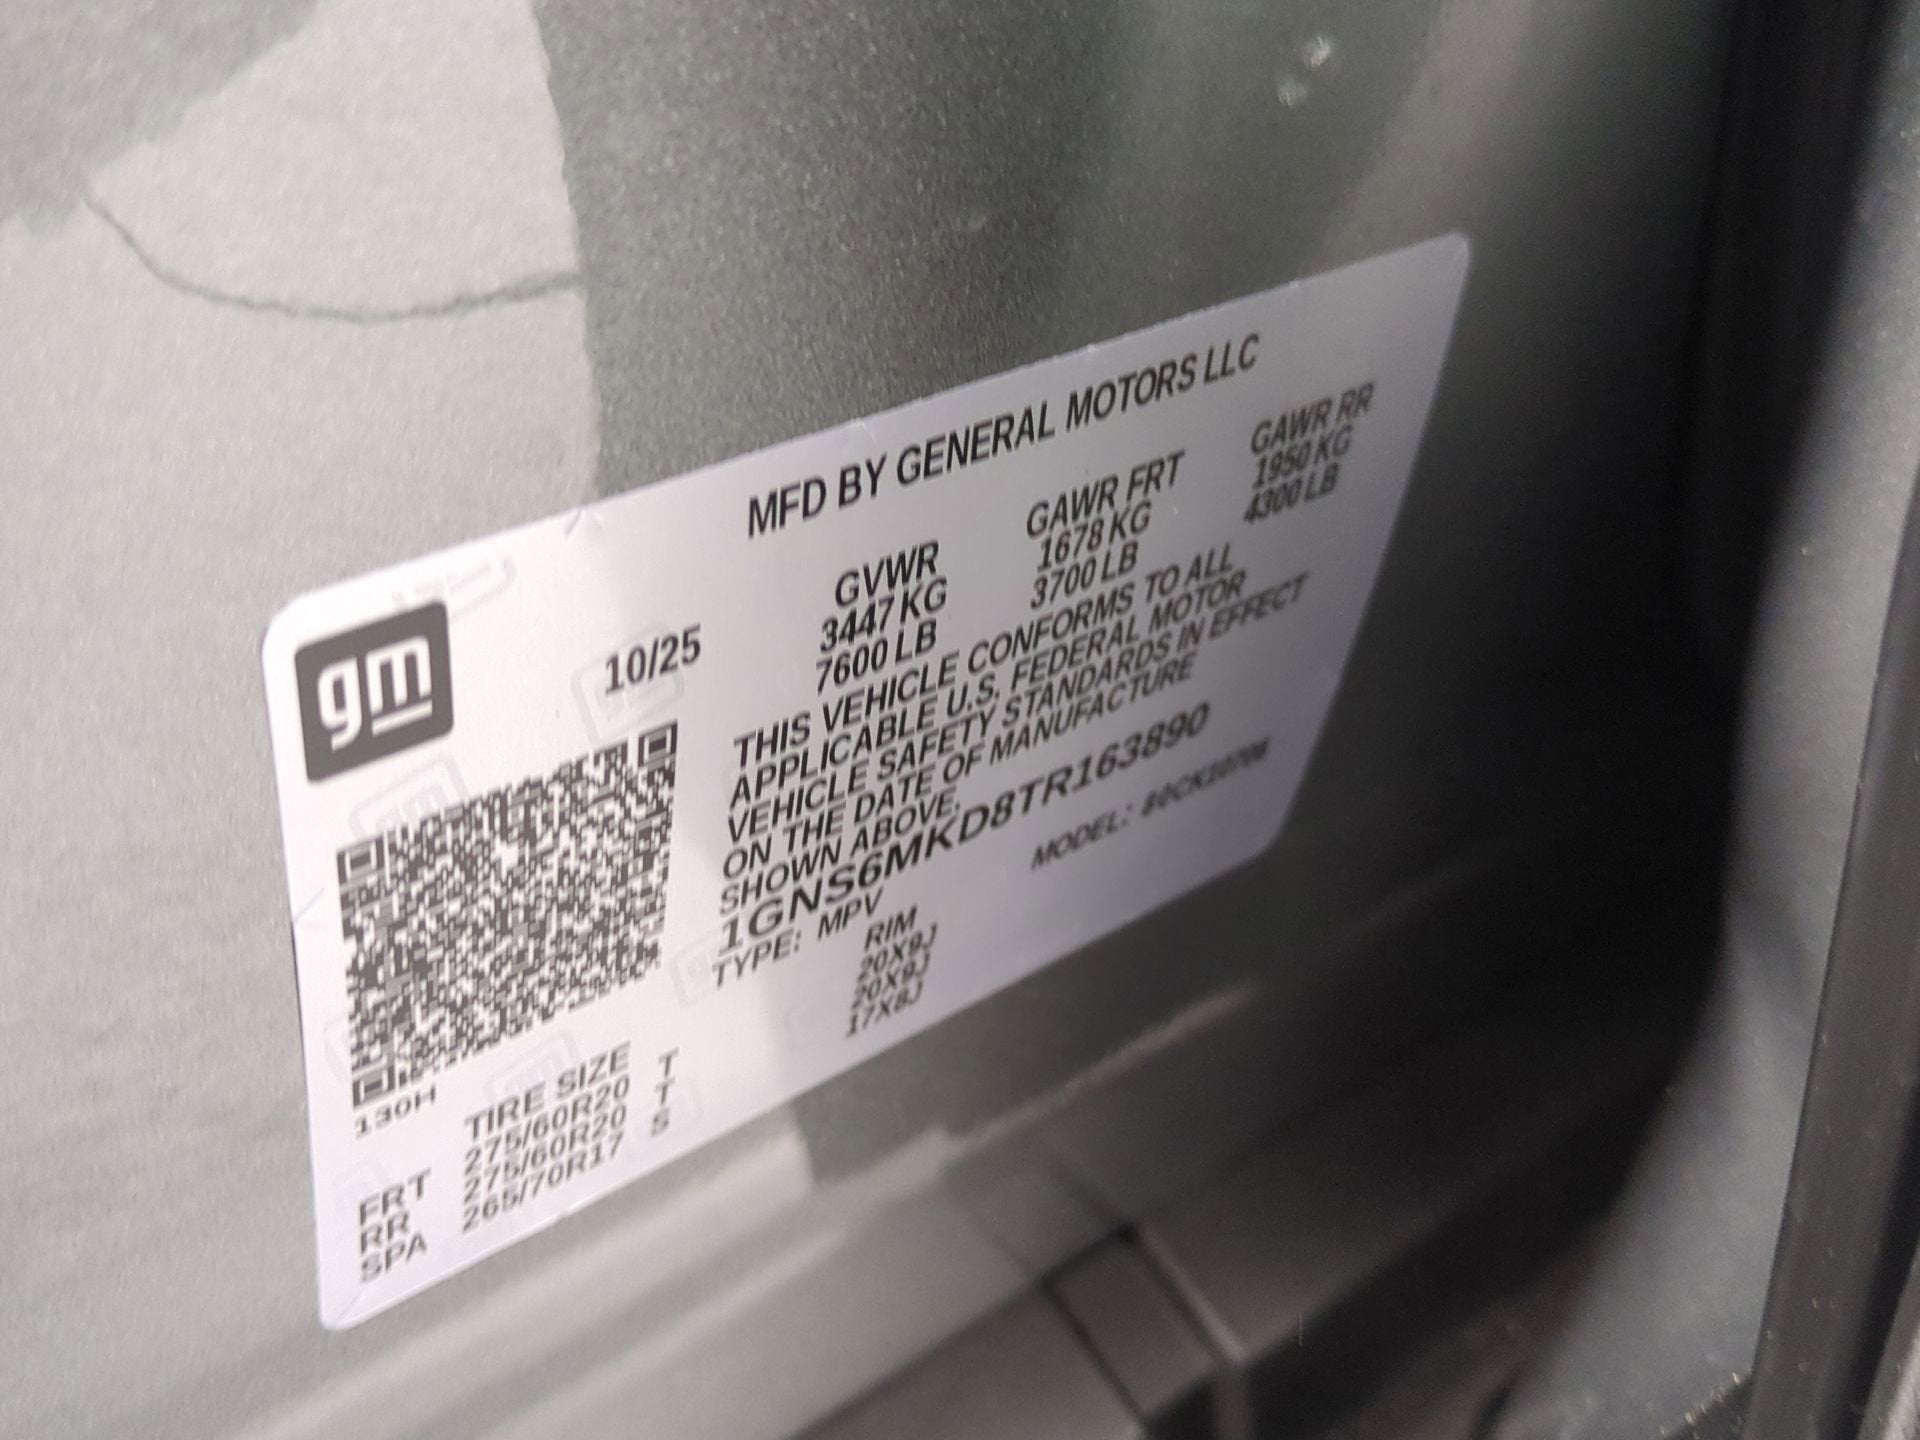 MFD BY GENERAL MOTORS LLC
gm
10/25
GVWR GAWR FRT GAWR RR
3447 KG 1678 KG 1950 KG
7600 LB 3700 LB 4300 LB
THIS VEHICLE CONFORMS TO ALL
APPLICABLE U.S. FEDERAL MOTOR
VEHICLE SAFETY STANDARDS IN EFFECT
ON THE DATE OF MANUFACTURE
SHOWN ABOVE.
1GNS6MKD8TR163890
TYPE: MPV MODEL:
130H
TIRE SIZE RIM
FRT 275/60R20 T 20X9J
RR 275/60R20 T 20X9J
SPA 265/70R17 S 17X8J